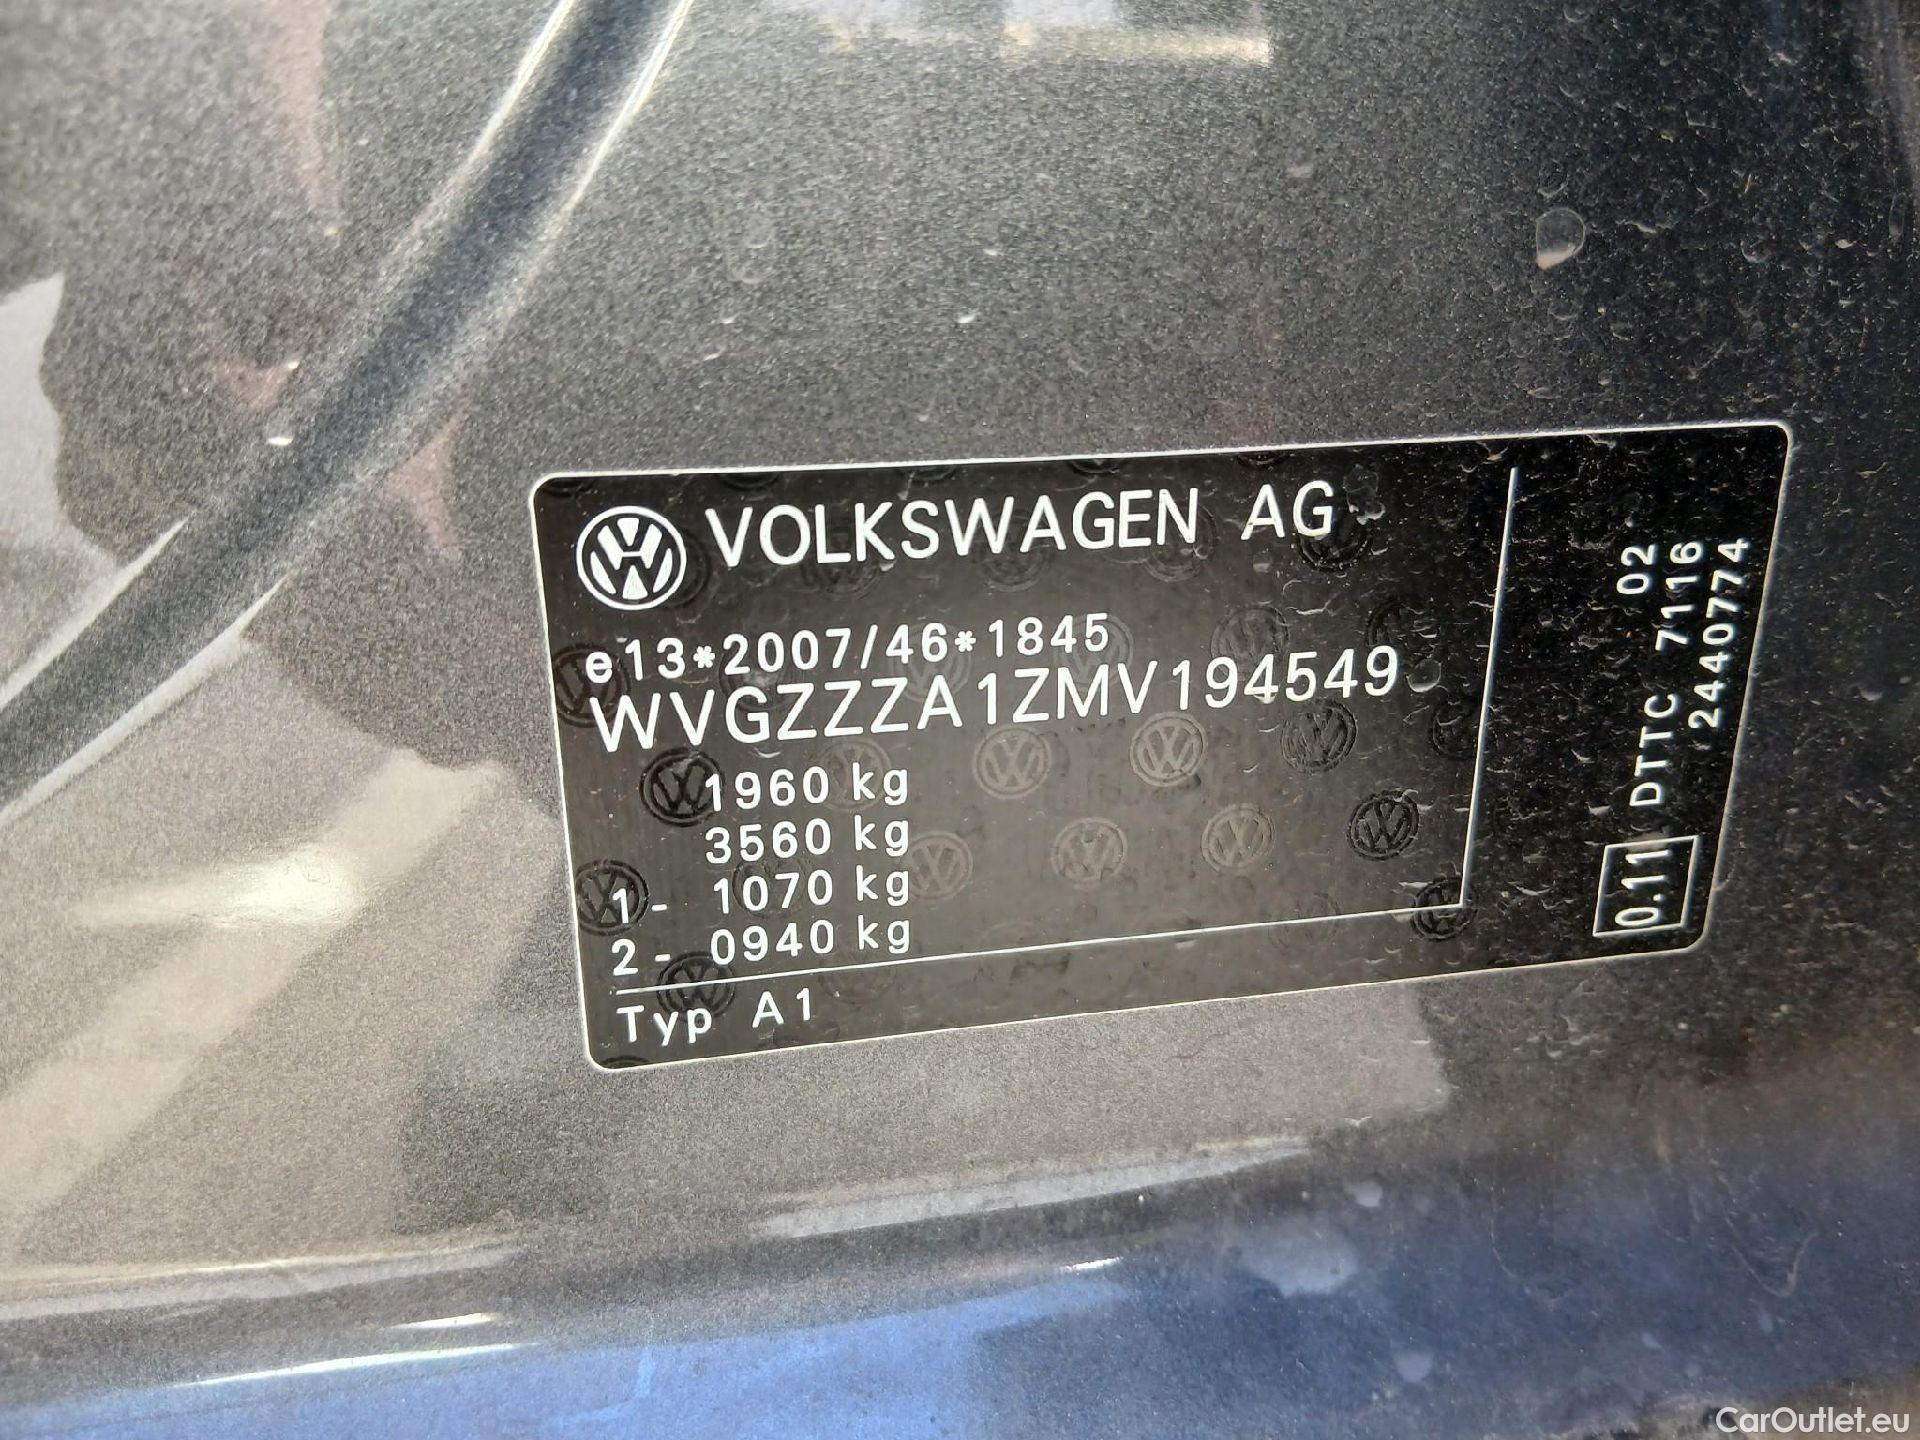 VOLKSWAGEN AG
e13*2007/46*1845
WVGZZZA1ZMV194549
1960 kg
3560 kg
1- 1070 kg
2- 0940 kg
Typ A1
0.11 DTTC 7116 02
2440774
CarOutlet.eu